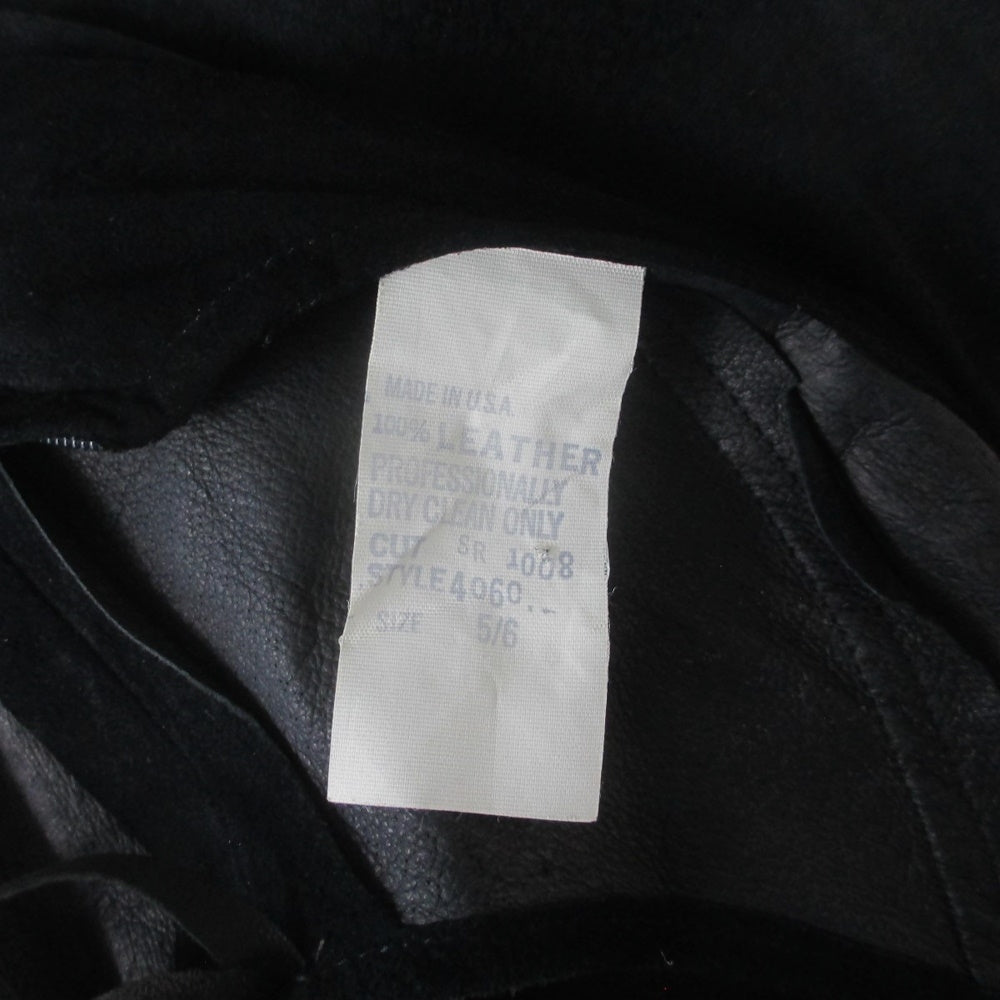 MADE IN U.S.A.
100% LEATHER
PROFESSIONALLY
DRY CLEAN ONLY
CUT SR 1008
STYLE 4060
SIZE 5/6